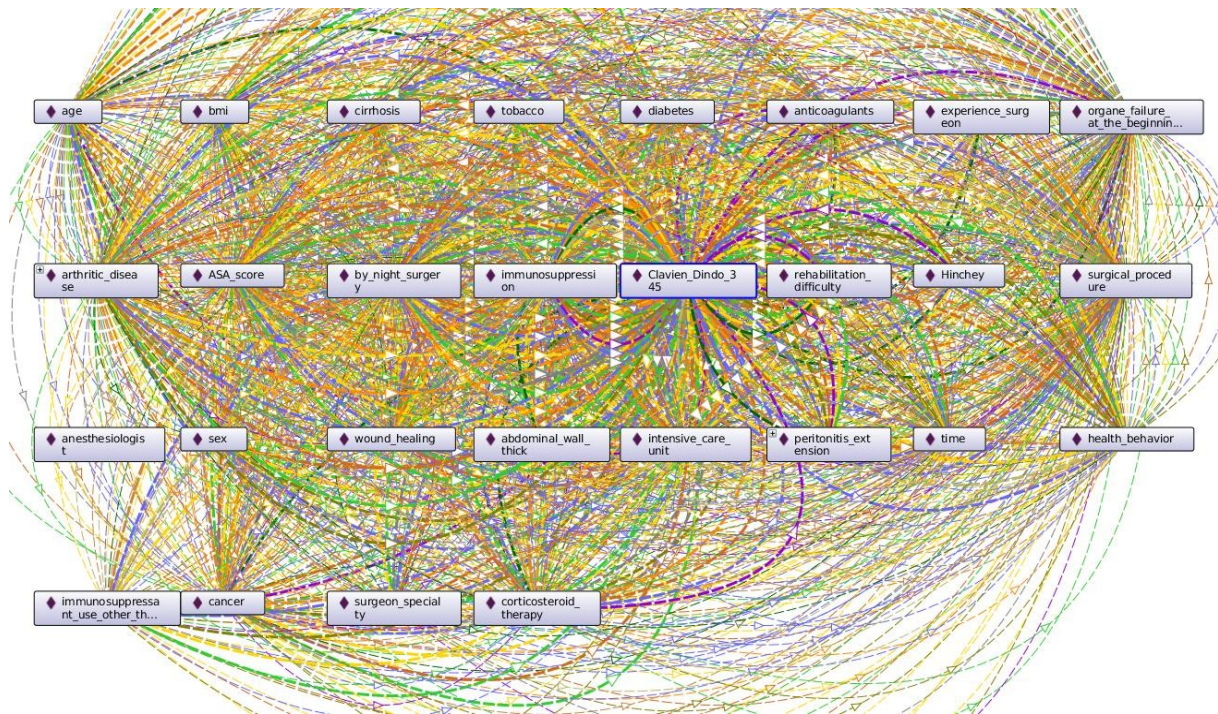 age
bmi
cirrhosis
tobacco
diabetes
anticoagulants
experience_surg
eon
organe_failure_
at_the_beginnin...
arthritic_disea
se
ASA_score
by_night_surger
y
immunosuppressi
on
Clavien_Dindo_3
45
rehabilitation_
difficulty
Hinchey
surgical_proced
ure
anesthesiologis
t
sex
wound_healing
abdominal_wall_
thick
intensive_care_
unit
peritonitis_ext
ension
time
health_behavior
immunosuppressa
nt_use_other_th...
cancer
surgeon_special
ty
corticosteroid_
therapy